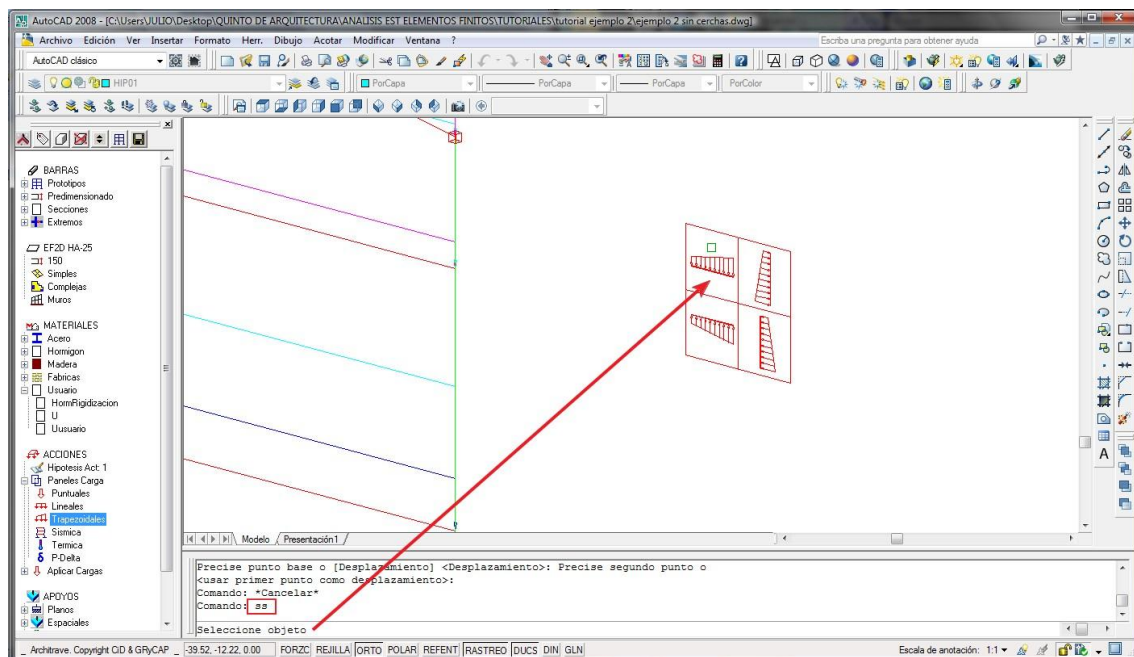 AutoCAD 2008 - [C:\Users\JULIO\Desktop\QUINTO DE ARQUITECTURA\ANALISIS EST ELEMENTOS FINITOS\TUTORIALES\tutorial ejemplo 2\ejemplo 2 sin cerchas.dwg]
Archivo Edición Ver Insertar Formato Herr. Dibujo Acotar Modificar Ventana ? Escriba una pregunta para obtener ayuda
AutoCAD clásico
HIP01 PorCapa PorCapa PorCapa PorColor
BARRAS
Prototipos
Predimensionado
Secciones
Extremos
EF2D HA-25
150
Simples
Complejas
Muros
MATERIALES
Acero
Hormigon
Madera
Fabricas
Usuario
HormRigidizacion
U
Uusuario
ACCIONES
Hipotesis Act: 1
Paneles Carga
Puntuales
Lineales
Trapezoidales
Sismica
Termica
P-Delta
Aplicar Cargas
APOYOS
Planos
Espaciales
Modelo Presentación1
Precise punto base o [Desplazamiento] <Desplazamiento>: Precise segundo punto o
<usar primer punto como desplazamiento>:
Comando: *Cancelar*
Comando: ss
Seleccione objeto
_ Architrave. Copyright CiD & GRyCAP _ -39.52, -12.22, 0.00 FORZC REJILLA ORTO POLAR REFENT RASTREO DUCS DIN GLN Escala de anotación: 1:1